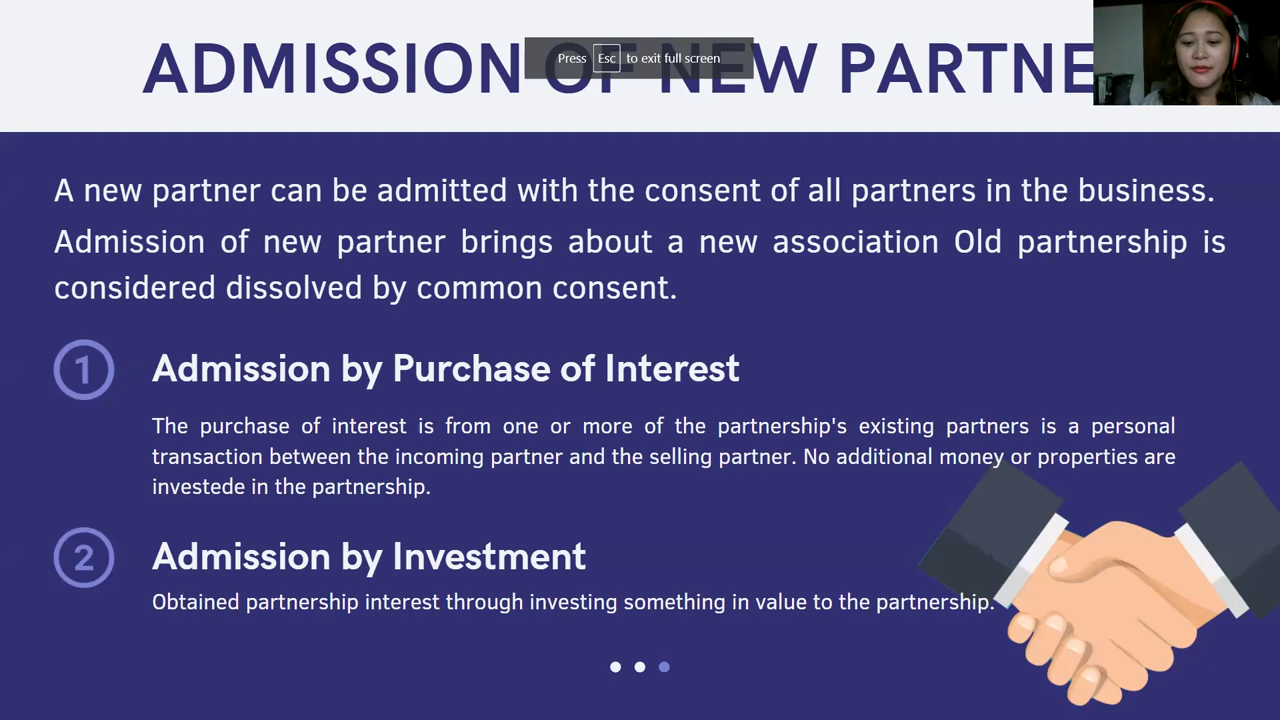 ADMISSION OF NEW PARTNE
Press Esc to exit full screen
A new partner can be admitted with the consent of all partners in the business.
Admission of new partner brings about a new association Old partnership is
considered dissolved by common consent.
1 Admission by Purchase of Interest
The purchase of interest is from one or more of the partnership's existing partners is a personal
transaction between the incoming partner and the selling partner. No additional money or properties are
investede in the partnership.
2 Admission by Investment
Obtained partnership interest through investing something in value to the partnership.